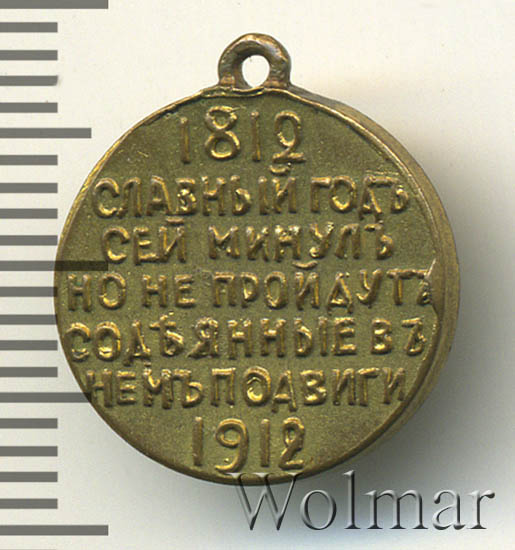 1812
СЛАВНЫЙ ГОДЪ
СЕЙ МИНУЛЪ
НО НЕ ПРОЙДУТЪ
СОДѢЯННЫЕ ВЪ
НЕМЪ ПОДВИГИ
1912
Wolmar